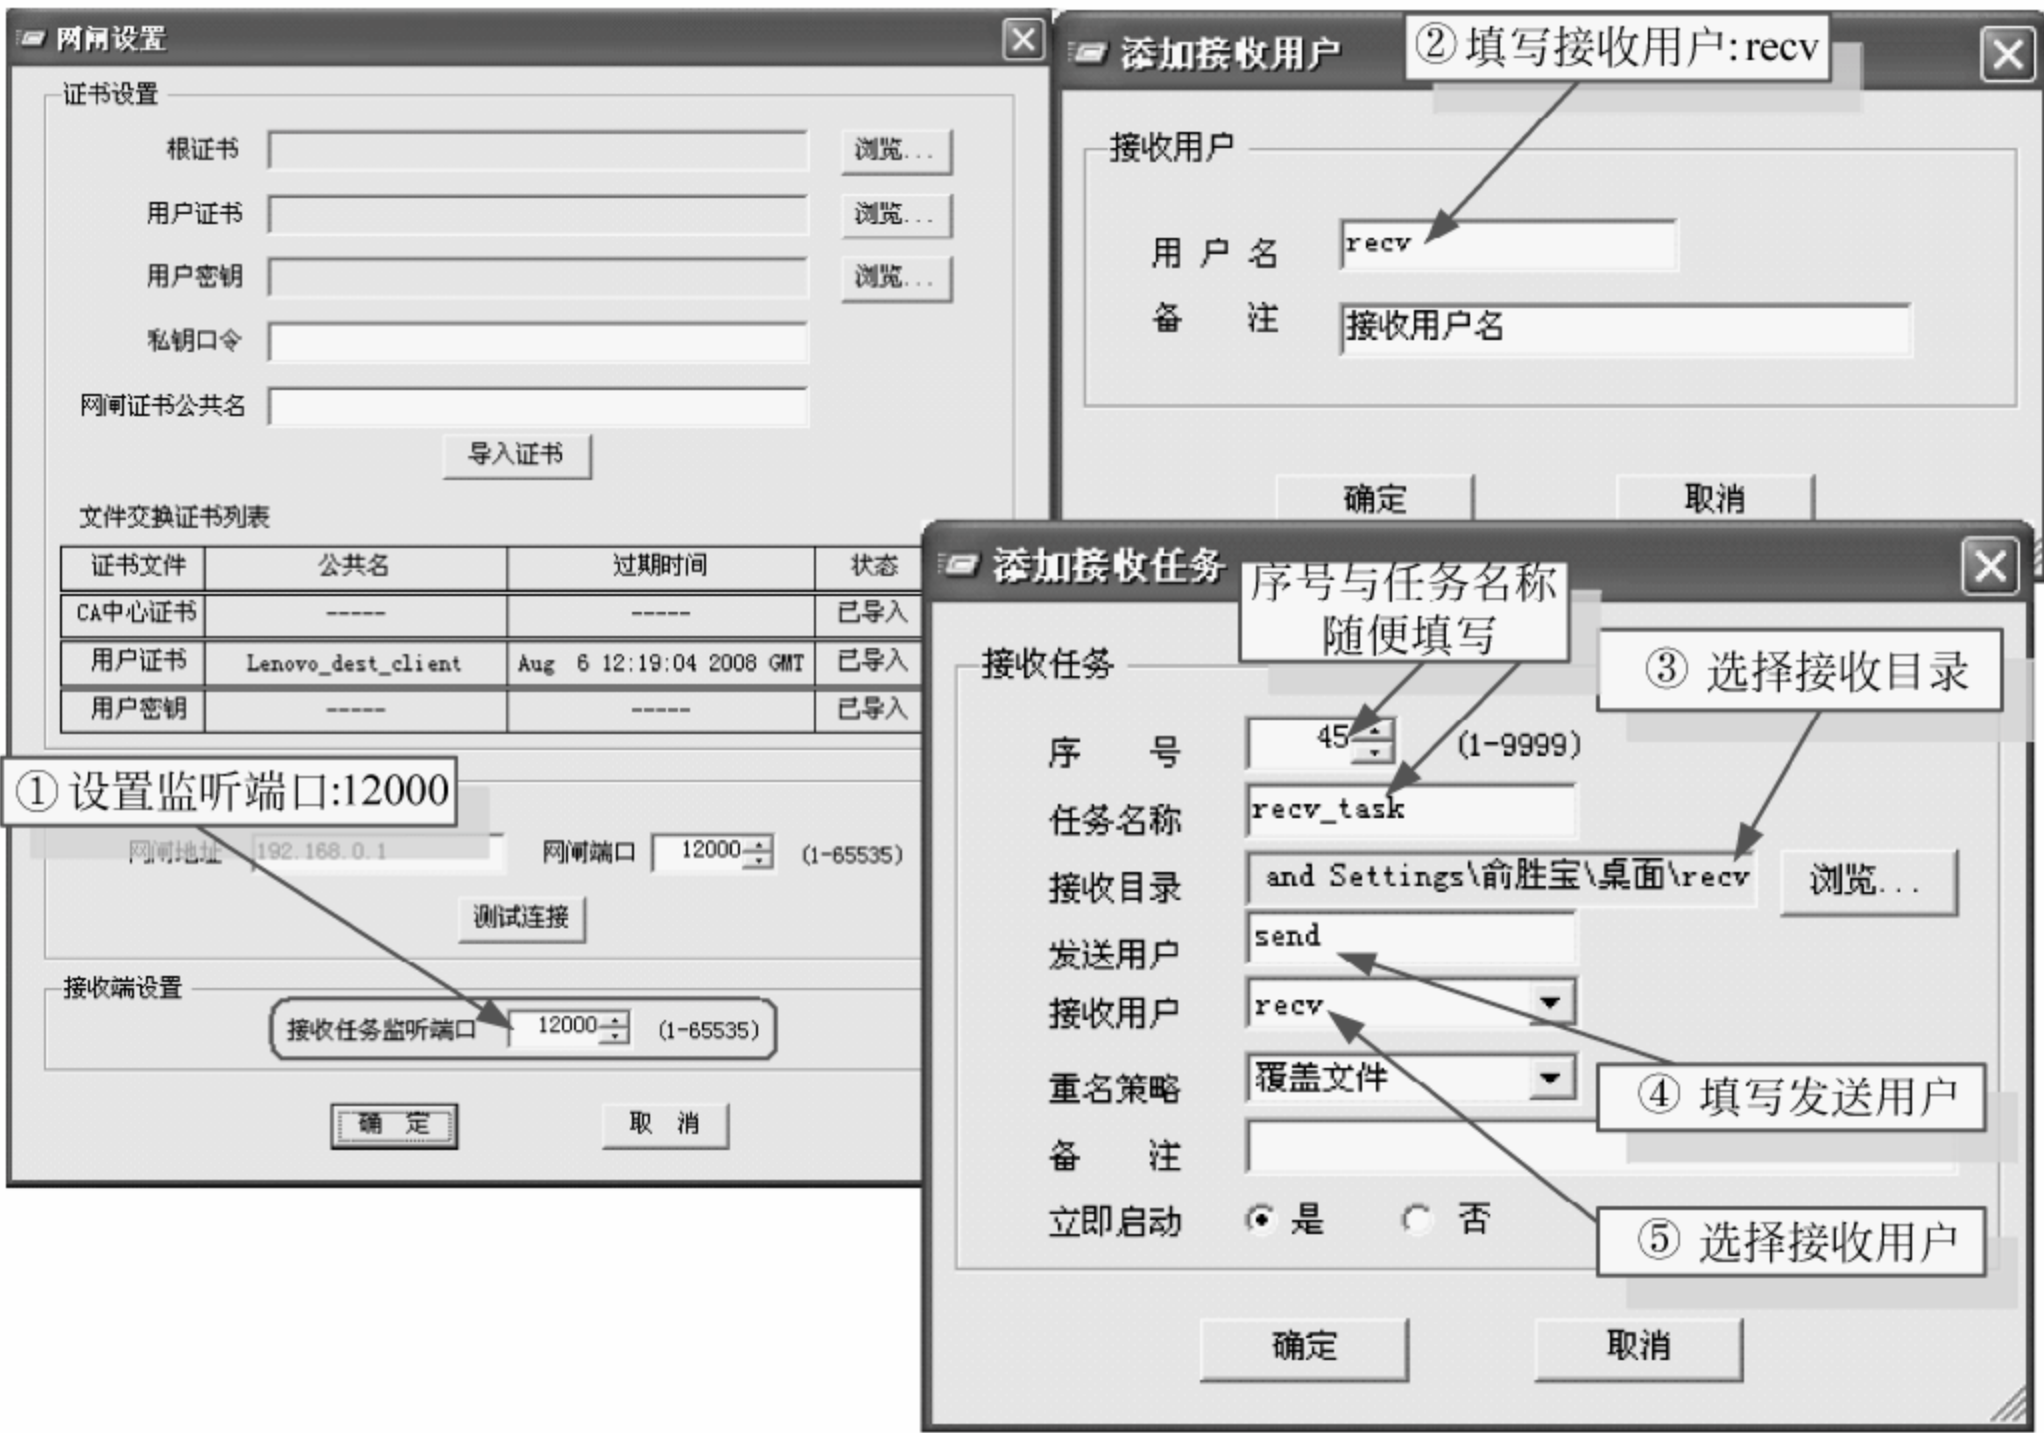 网闸设置
证书设置
根证书 浏览...
用户证书 浏览...
用户密钥 浏览...
私钥口令
网闸证书公共名
导入证书
文件交换证书列表
证书文件 公共名 过期时间 状态
CA中心证书 ----- ----- 已导入
用户证书 Lenovo_dest_client Aug 6 12:19:04 2008 GMT 已导入
用户密钥 ----- ----- 已导入
①设置监听端口:12000
网闸地址 192.168.0.1 网闸端口 12000 (1-65535)
测试连接
接收端设置
接收任务监听端口 12000 (1-65535)
确 定 取 消
添加接收用户
②填写接收用户:recv
接收用户
用 户 名 recv
备 注 接收用户名
确定 取消
添加接收任务
序号与任务名称
随便填写
接收任务
③ 选择接收目录
序 号 45 (1-9999)
任务名称 recv_task
接收目录 and Settings\俞胜宝\桌面\recv 浏览...
发送用户 send
接收用户 recv
重名策略 覆盖文件
④ 填写发送用户
备 注
立即启动 是 否
⑤ 选择接收用户
确定 取消